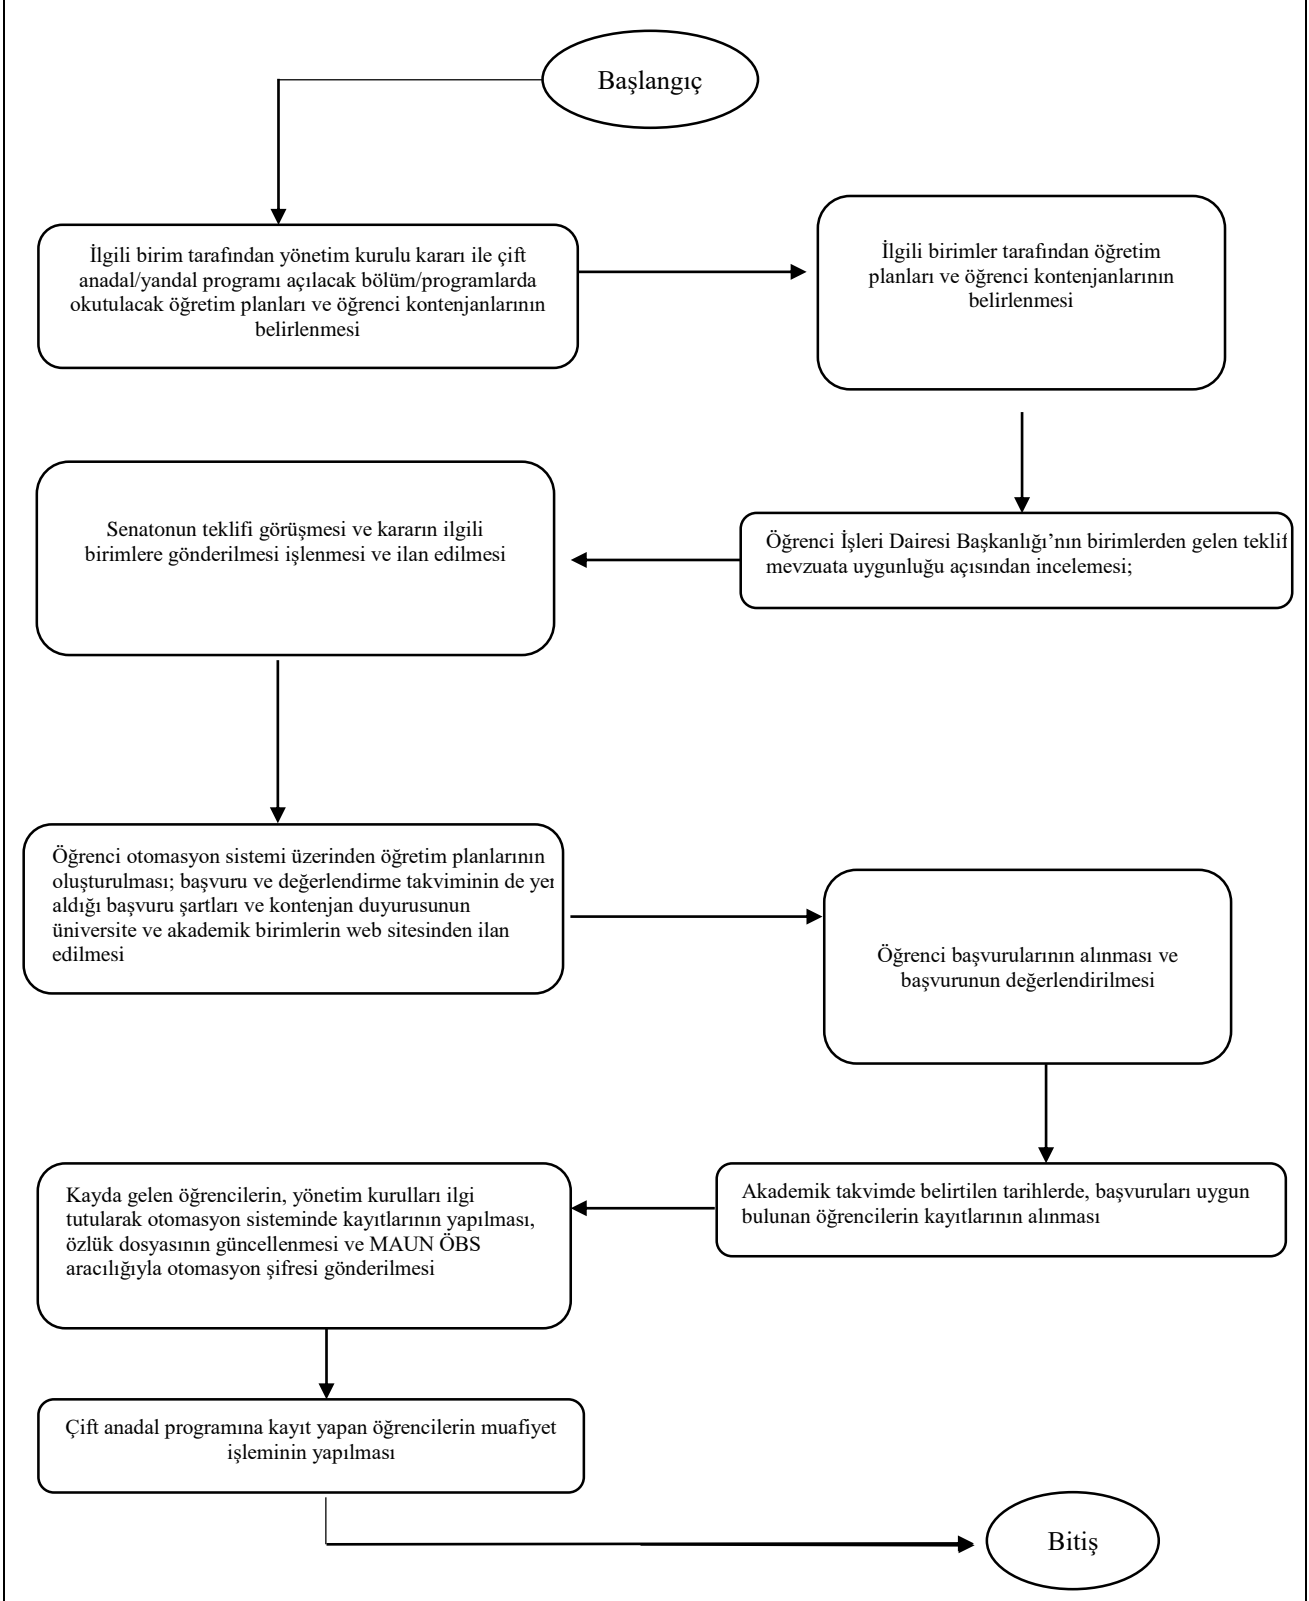 Başlangıç
İlgili birim tarafından yönetim kurulu kararı ile çift
anadal/yandal programı açılacak bölüm/programlarda
okutulacak öğretim planları ve öğrenci kontenjanlarının
belirlenmesi
İlgili birimler tarafından öğretim
planları ve öğrenci kontenjanlarının
belirlenmesi
Öğrenci İşleri Dairesi Başkanlığı’nın birimlerden gelen teklif
mevzuata uygunluğu açısından incelemesi;
Senatonun teklifi görüşmesi ve kararın ilgili
birimlere gönderilmesi işlenmesi ve ilan edilmesi
Öğrenci otomasyon sistemi üzerinden öğretim planlarının
oluşturulması; başvuru ve değerlendirme takviminin de yer
aldığı başvuru şartları ve kontenjan duyurusunun
üniversite ve akademik birimlerin web sitesinden ilan
edilmesi
Öğrenci başvurularının alınması ve
başvurunun değerlendirilmesi
Akademik takvimde belirtilen tarihlerde, başvuruları uygun
bulunan öğrencilerin kayıtlarının alınması
Kayda gelen öğrencilerin, yönetim kurulları ilgi
tutularak otomasyon sisteminde kayıtlarının yapılması,
özlük dosyasının güncellenmesi ve MAUN ÖBS
aracılığıyla otomasyon şifresi gönderilmesi
Çift anadal programına kayıt yapan öğrencilerin muafiyet
işleminin yapılması
Bitiş